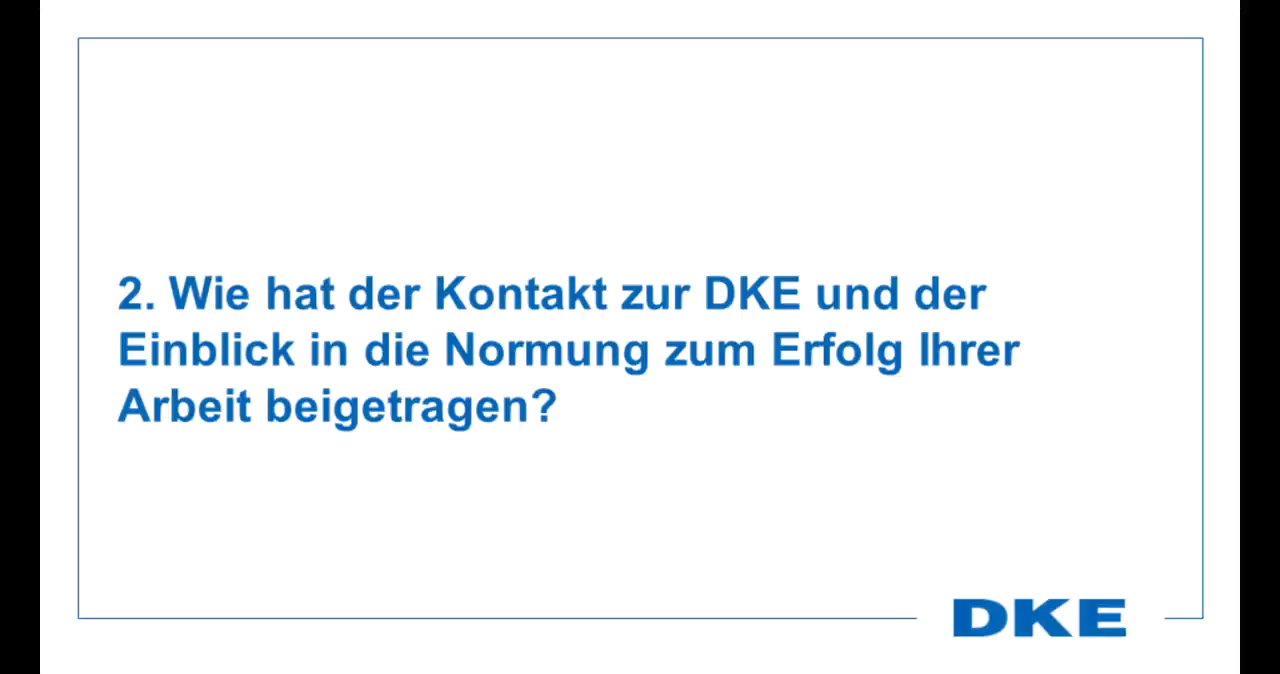 2. Wie hat der Kontakt zur DKE und der
Einblick in die Normung zum Erfolg Ihrer
Arbeit beigetragen?
DKE